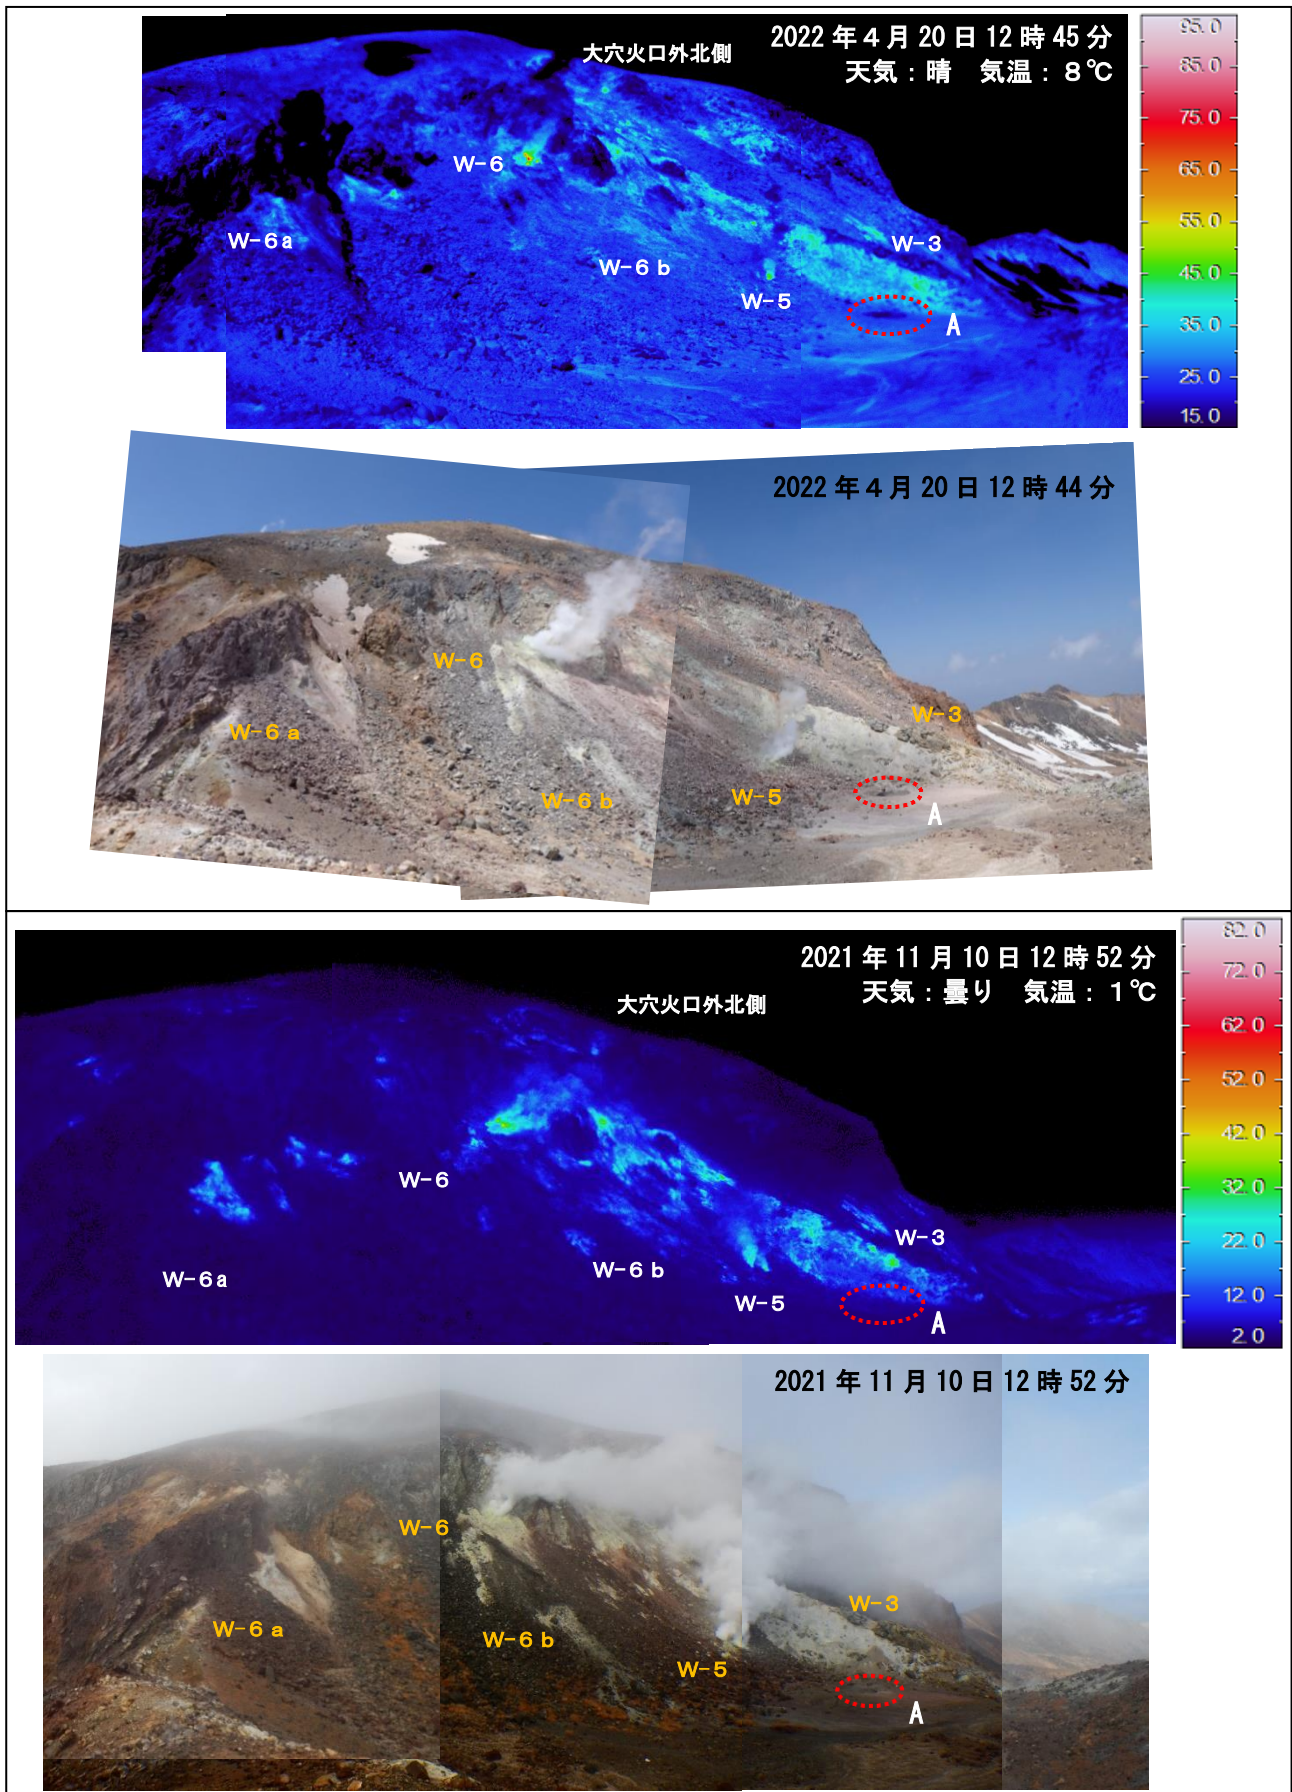 2022年4月20日12時45分
天気：晴　気温：８℃
大穴火口外北側
W-6
W-6a
W-6b
W-5
W-3
A
95.0
85.0
75.0
65.0
55.0
45.0
35.0
25.0
15.0
2022年4月20日12時44分
W-6
W-6a
W-6b
W-5
W-3
A
2021年11月10日12時52分
天気：曇り　気温：１℃
大穴火口外北側
W-6
W-6a
W-6b
W-5
W-3
A
82.0
72.0
62.0
52.0
42.0
32.0
22.0
12.0
2.0
2021年11月10日12時52分
W-6
W-6a
W-6b
W-5
W-3
A